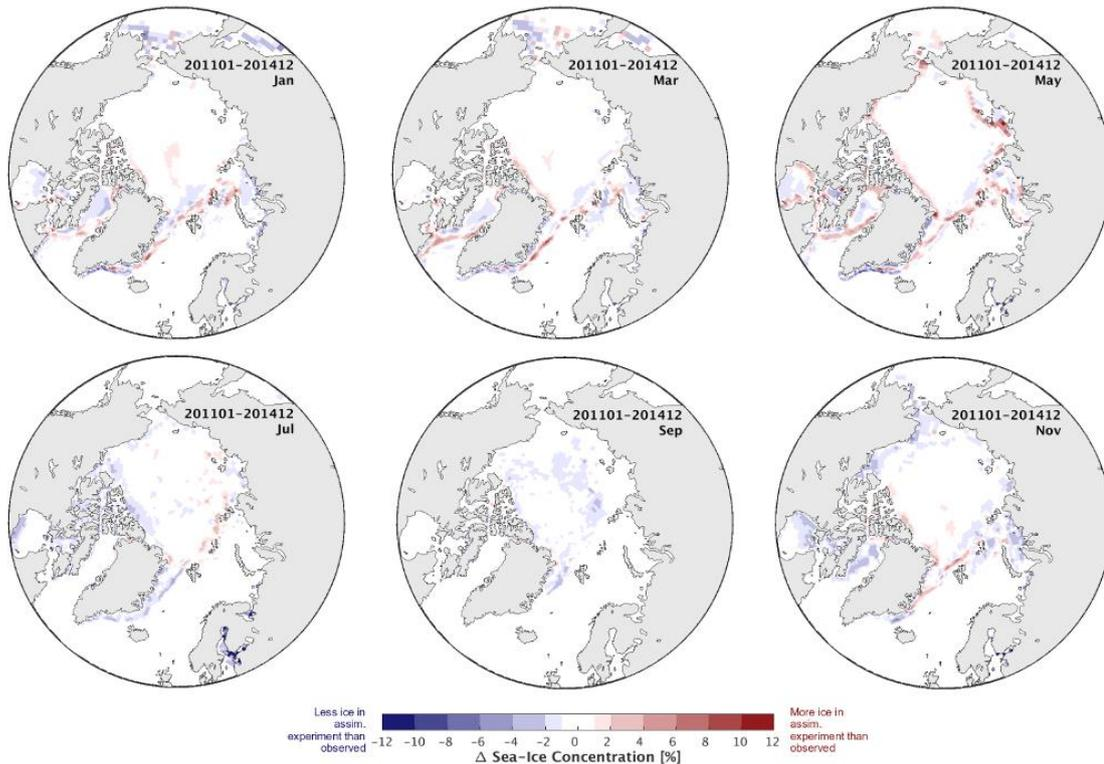 201101-201412
Jan
201101-201412
Mar
201101-201412
May
201101-201412
Jul
201101-201412
Sep
201101-201412
Nov
Less ice in
assim.
experiment than
observed
-12 -10 -8 -6 -4 -2 0 2 4 6 8 10 12
More ice in
assim.
experiment than
observed
Δ Sea-Ice Concentration [%]